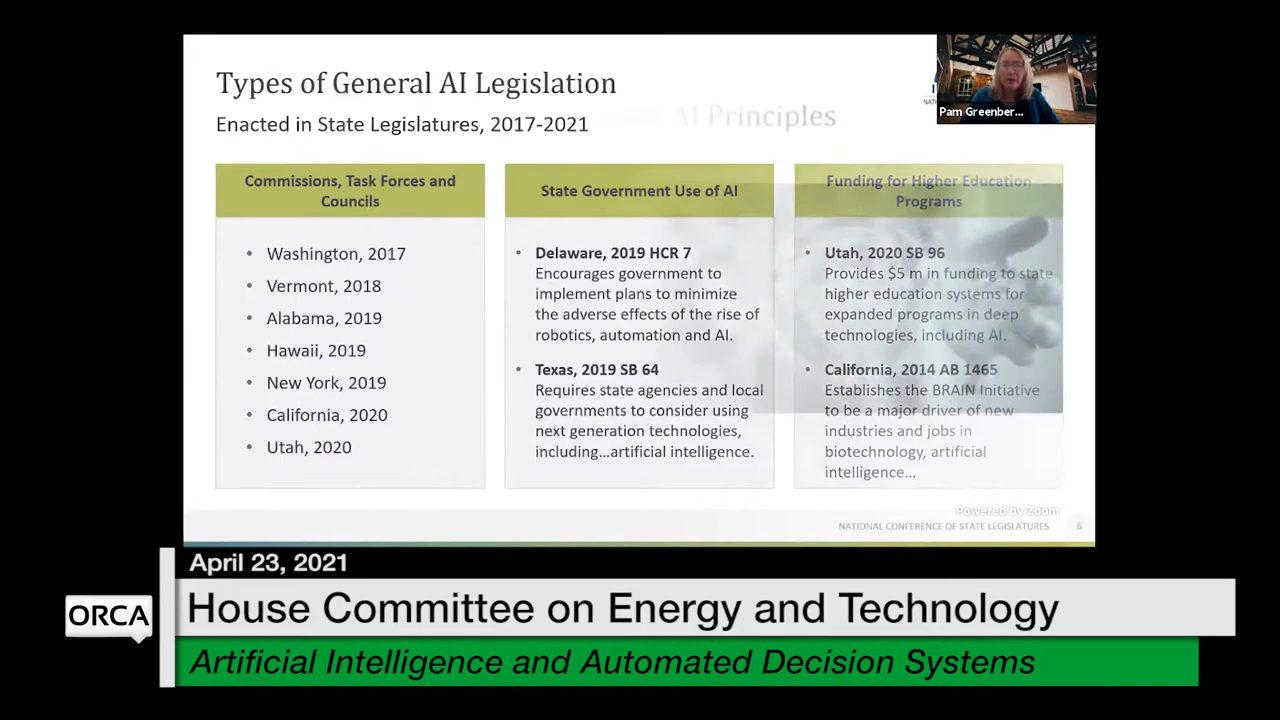 Types of General AI Legislation
AI Principles
Enacted in State Legislatures, 2017-2021
Pam Greenber...
Commissions, Task Forces and
Councils
• Washington, 2017
• Vermont, 2018
• Alabama, 2019
• Hawaii, 2019
• New York, 2019
• California, 2020
• Utah, 2020
State Government Use of AI
• Delaware, 2019 HCR 7
Encourages government to
implement plans to minimize
the adverse effects of the rise of
robotics, automation and AI.
• Texas, 2019 SB 64
Requires state agencies and local
governments to consider using
next generation technologies,
including...artificial intelligence.
Funding for Higher Education
Programs
• Utah, 2020 SB 96
Provides $5 m in funding to state
higher education systems for
expanded programs in deep
technologies, including AI.
• California, 2014 AB 1465
Establishes the BRAIN Initiative
to be a major driver of new
industries and jobs in
biotechnology, artificial
intelligence...
Powered by Zoom
NATIONAL CONFERENCE OF STATE LEGISLATURES 6
April 23, 2021
ORCA
House Committee on Energy and Technology
Artificial Intelligence and Automated Decision Systems